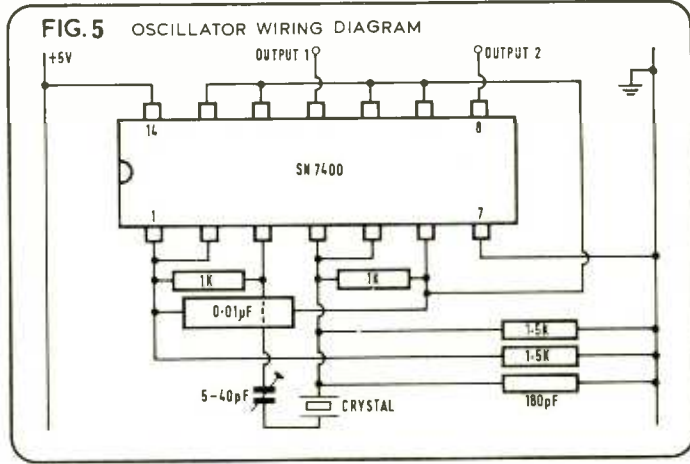 FIG. 5 OSCILLATOR WIRING DIAGRAM
+5V
OUTPUT 1
OUTPUT 2
14
8
SN 7400
1
7
1K
1K
0·01µF
1·5K
1·5K
5-40pF
CRYSTAL
180pF